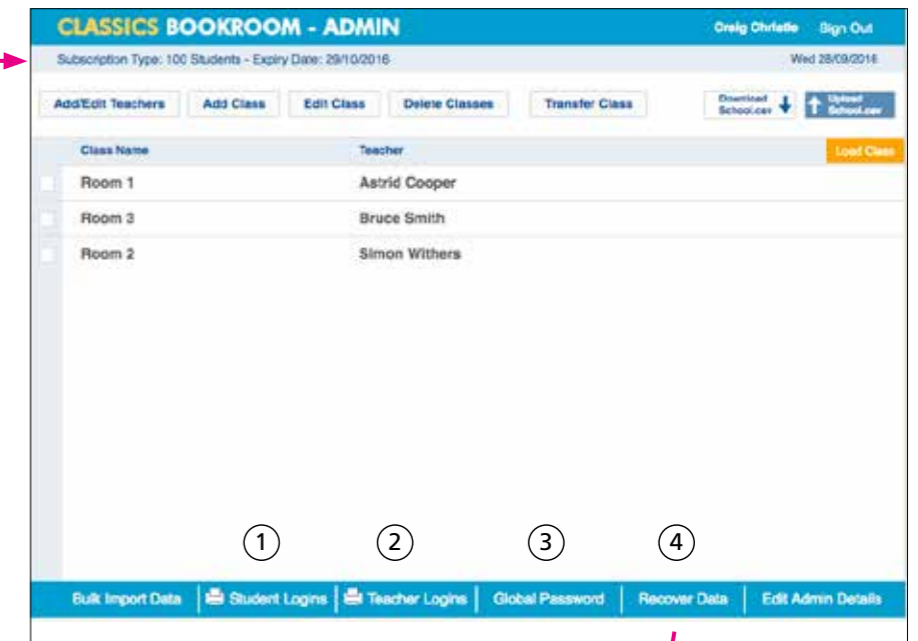 CLASSICS BOOKROOM - ADMIN Craig Christie Sign Out
Subscription Type: 100 Students - Expiry Date: 29/10/2016 Wed 28/09/2016
Add/Edit Teachers Add Class Edit Class Delete Classes Transfer Class Download School.csv Upload School.csv
Class Name Teacher Load Class
Room 1 Astrid Cooper
Room 3 Bruce Smith
Room 2 Simon Withers
1 2 3 4
Bulk Import Data Student Logins Teacher Logins Global Password Recover Data Edit Admin Details